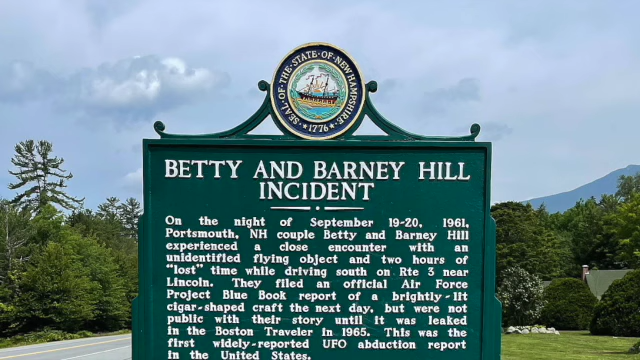 SEAL·OF·THE·STATE·OF·NEW HAMPSHIRE·
★1776★
BETTY AND BARNEY HILL
INCIDENT
On the night of September 19-20, 1961,
Portsmouth, NH couple Betty and Barney Hill
experienced a close encounter with an
unidentified flying object and two hours of
"lost" time while driving south on Rte 3 near
Lincoln. They filed an official Air Force
Project Blue Book report of a brightly-lit
cigar-shaped craft the next day, but were not
public with their story until it was leaked
in the Boston Traveler in 1965. This was the
first widely-reported UFO abduction report
in the United States.